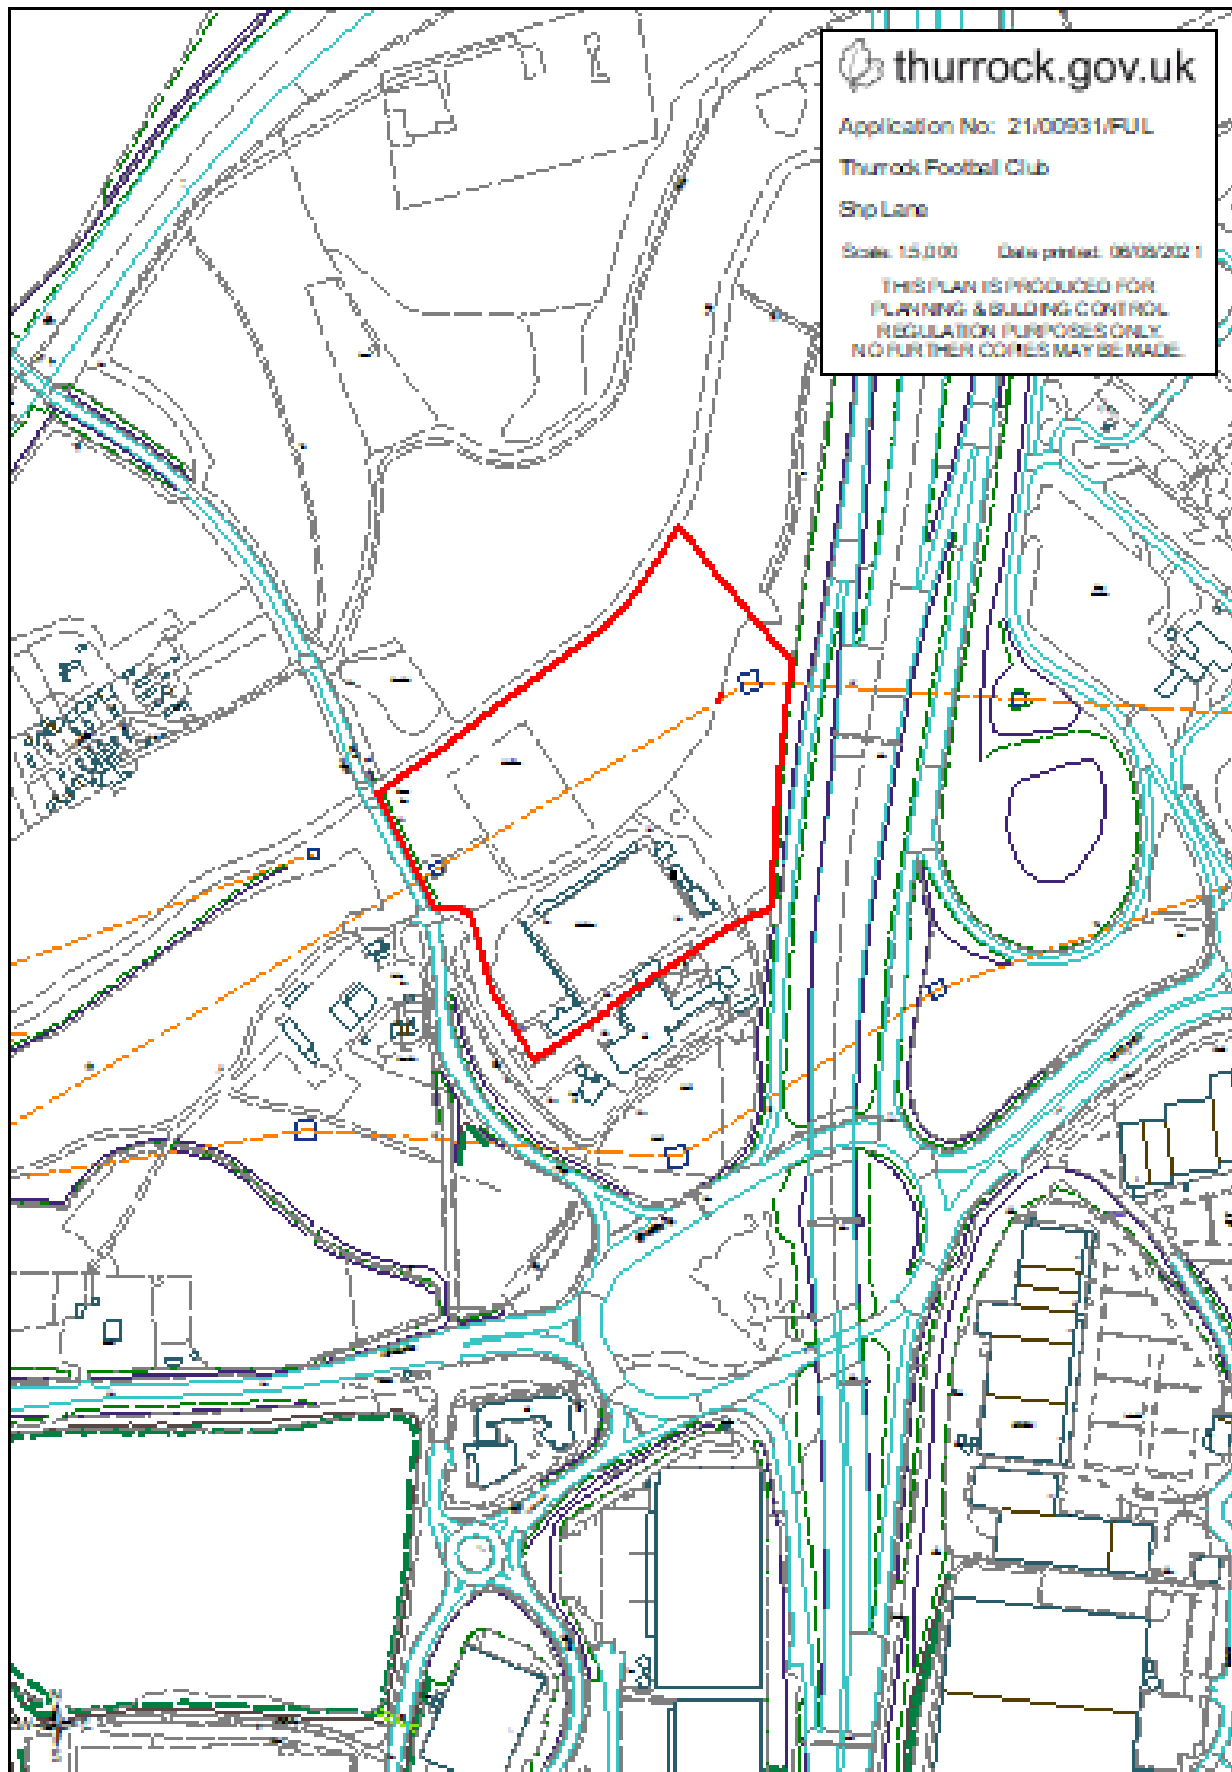 thurrock.gov.uk
Application No: 21/00931/FUL
Thurrock Football Club
Ship Lane
Scale: 1:5,000 Date printed: 06/08/2021
THIS PLAN IS PRODUCED FOR
PLANNING & BUILDING CONTROL
REGULATION PURPOSES ONLY.
NO FURTHER COPIES MAY BE MADE.